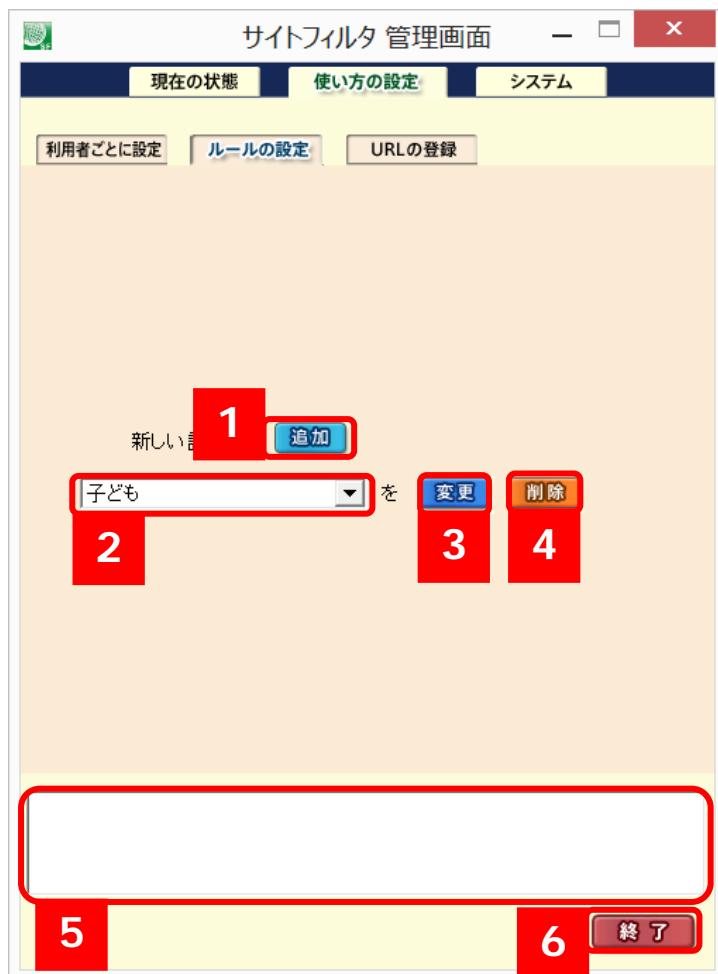 サイトフィルタ 管理画面
現在の状態 使い方の設定 システム
利用者ごとに設定 ルールの設定 URLの登録
1
新しい 追加
子ども を 変更 削除
2 3 4
5
6 終了